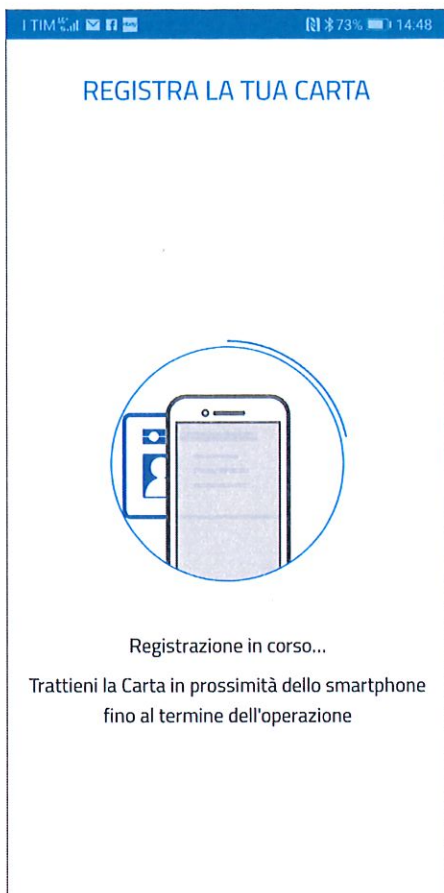 I TIM 73% 14:48
REGISTRA LA TUA CARTA
Registrazione in corso...
Trattieni la Carta in prossimità dello smartphone
fino al termine dell'operazione